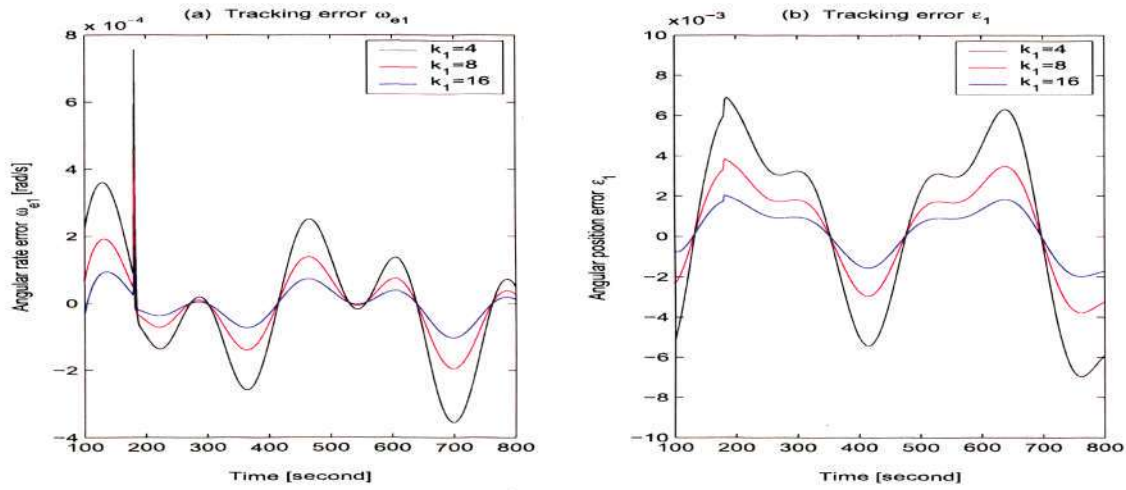 (a) Tracking error ω_e1
x 10⁻⁴
8
6
4
2
0
−2
−4
Angular rate error ω_e1 [rad/s]
k₁=4
k₁=8
k₁=16
100 200 300 400 500 600 700 800
Time [second]
(b) Tracking error ε₁
x10⁻³
10
8
6
4
2
0
−2
−4
−6
−8
−10
Angular position error ε₁
k₁=4
k₁=8
k₁=16
100 200 300 400 500 600 700 800
Time [second]